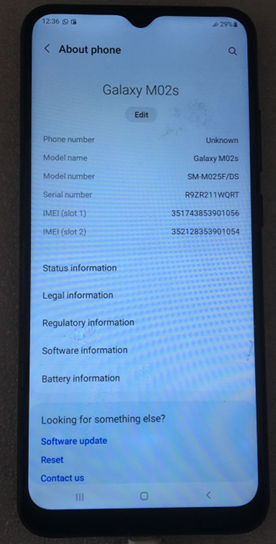 12:36 29%
About phone
Galaxy M02s
Edit
Phone number Unknown
Model name Galaxy M02s
Model number SM-M025F/DS
Serial number R9ZR211WQRT
IMEI (slot 1) 351743853901056
IMEI (slot 2) 352128353901054
Status information
Legal information
Regulatory information
Software information
Battery information
Looking for something else?
Software update
Reset
Contact us